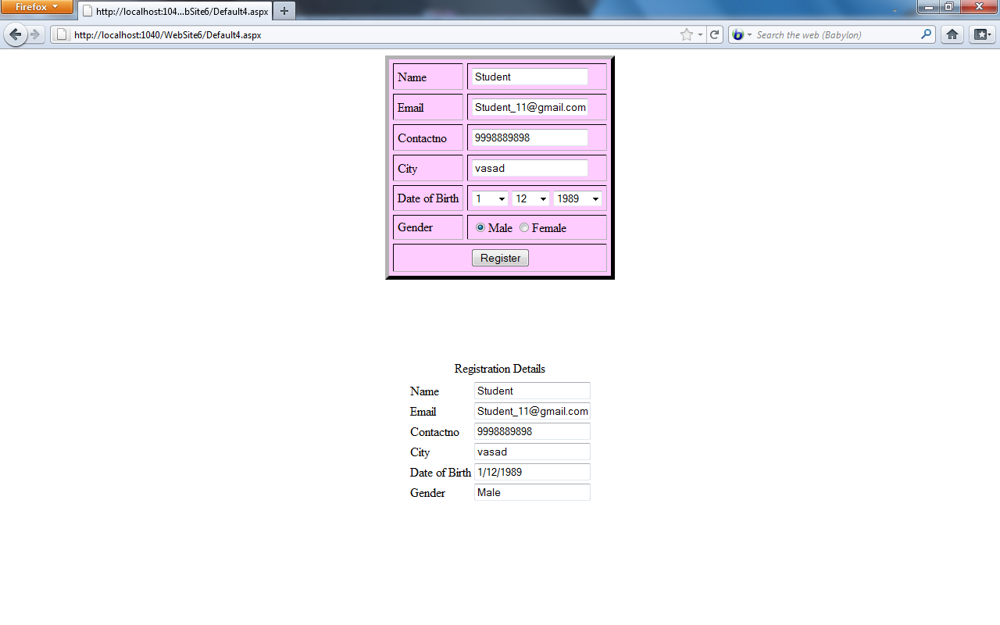 Firefox
http://localhost:104...bSite6/Default4.aspx
http://localhost:1040/WebSite6/Default4.aspx
Search the web (Babylon)
Name Student
Email Student_11@gmail.com
Contactno 9998889898
City vasad
Date of Birth 1 12 1989
Gender Male Female
Register
Registration Details
Name Student
Email Student_11@gmail.com
Contactno 9998889898
City vasad
Date of Birth 1/12/1989
Gender Male